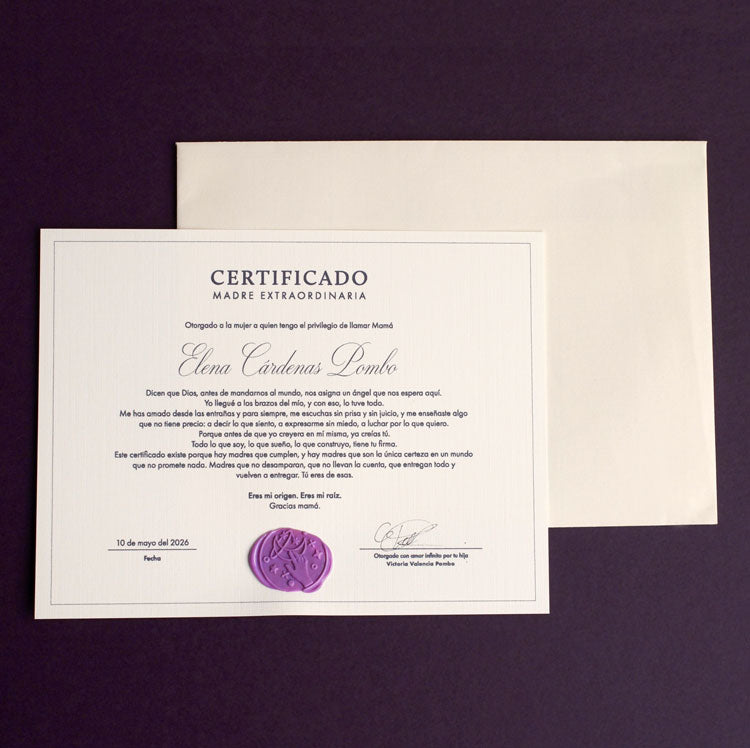 CERTIFICADO
MADRE EXTRAORDINARIA
Otorgado a la mujer a quien tengo el privilegio de llamar Mamá
Elena Cárdenas Pombo
Dicen que Dios, antes de mandarnos al mundo, nos asigna un ángel que nos espera aquí.
Yo llegué a los brazos del mío, y con eso, lo tuve todo.
Me has amado desde las entrañas y para siempre, me escuchas sin prisa y sin juicio, y me enseñaste algo
que no tiene precio: a decir lo que siento, a expresarme sin miedo, a luchar por lo que quiero.
Porque antes de que yo creyera en mí misma, ya creías tú.
Todo lo que soy, lo que sueño, lo que construyo, tiene tu firma.
Este certificado existe porque hay madres que cumplen, y hay madres que son la única certeza en un mundo
que no promete nada. Madres que no desamparan, que no llevan la cuenta, que entregan todo y
vuelven a entregar. Tú eres de esas.
Eres mi origen. Eres mi raíz.
Gracias mamá.
10 de mayo del 2026
Fecha
Otorgado con amor infinito por tu hija
Victoria Valencia Pombo